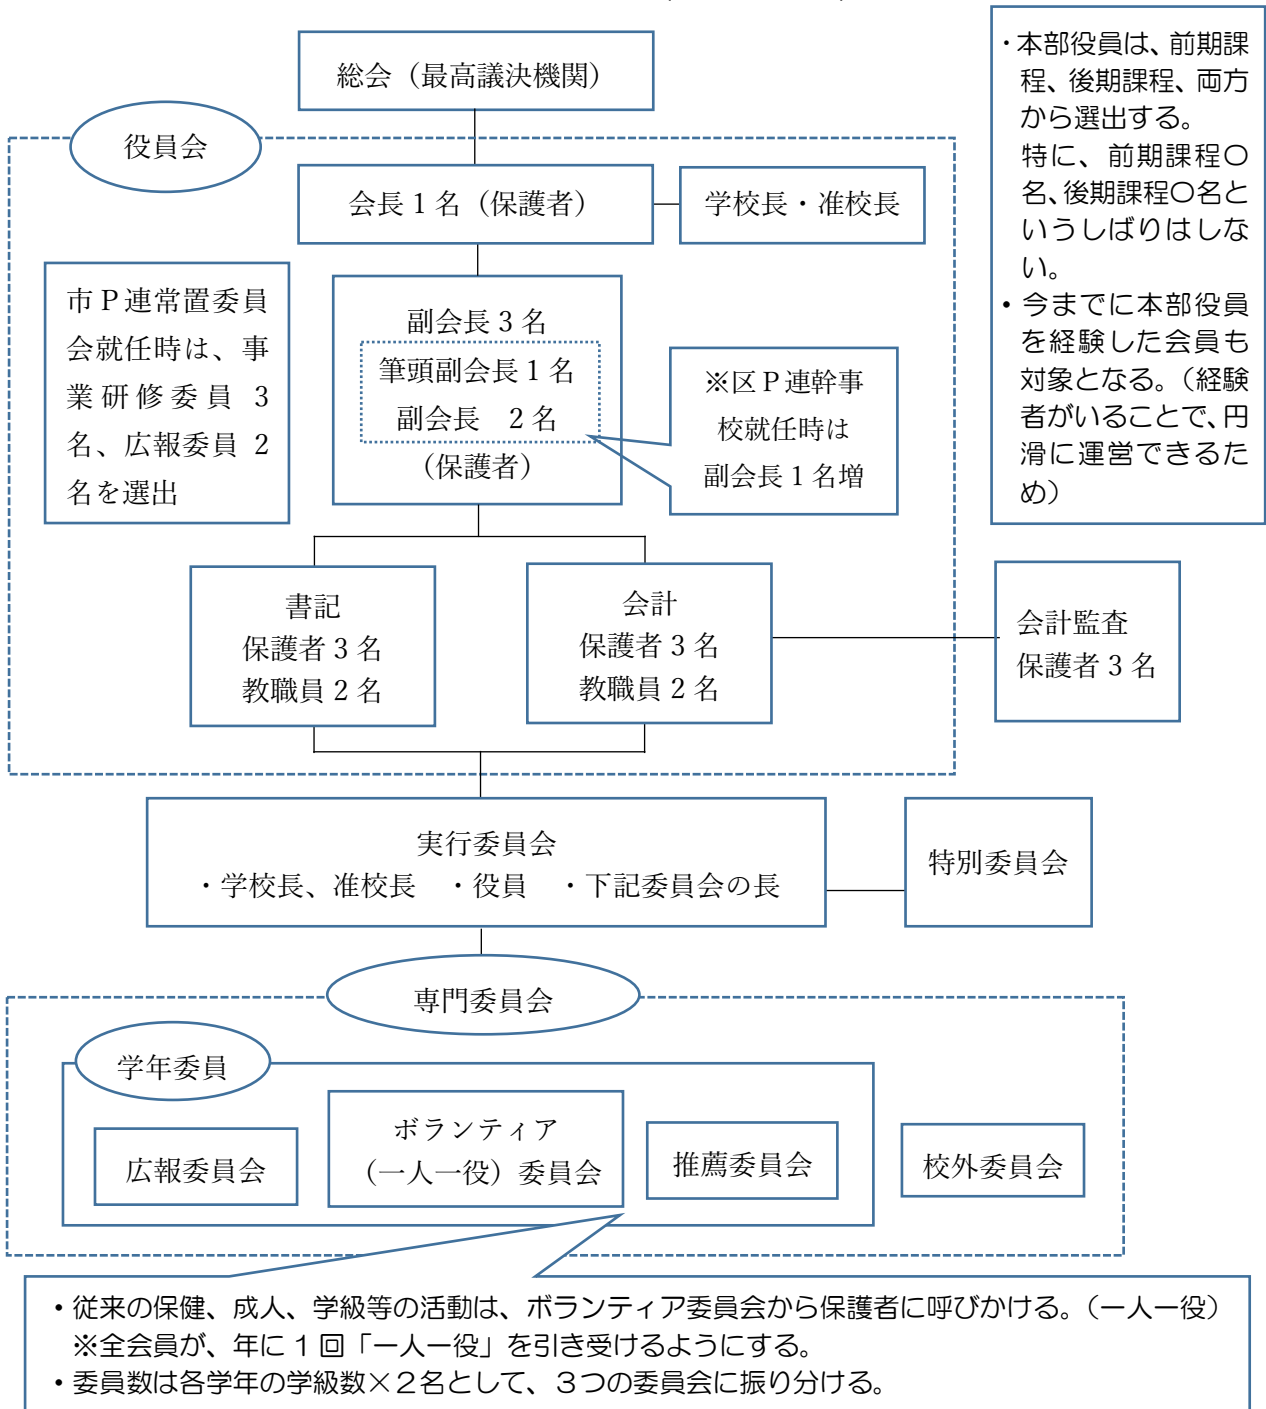 総会（最高議決機関）
役員会
会長１名（保護者）
学校長・准校長
・本部役員は、前期課
程、後期課程、両方
から選出する。
特に、前期課程〇
名、後期課程〇名と
いうしばりはしな
い。
・今までに本部役員
を経験した会員も
対象となる。（経験
者がいることで、円
滑に運営できるた
め）
市Ｐ連常置委員
会就任時は、事
業研修委員 3
名、広報委員 2
名を選出
副会長３名
筆頭副会長１名
副会長　２名
（保護者）
※区Ｐ連幹事
校就任時は
副会長１名増
書記
保護者３名
教職員２名
会計
保護者３名
教職員２名
会計監査
保護者３名
実行委員会
・学校長、准校長　・役員　・下記委員会の長
特別委員会
専門委員会
学年委員
広報委員会
ボランティア
（一人一役）委員会
推薦委員会
校外委員会
・従来の保健、成人、学級等の活動は、ボランティア委員会から保護者に呼びかける。（一人一役）
※全会員が、年に１回「一人一役」を引き受けるようにする。
・委員数は各学年の学級数×２名として、３つの委員会に振り分ける。